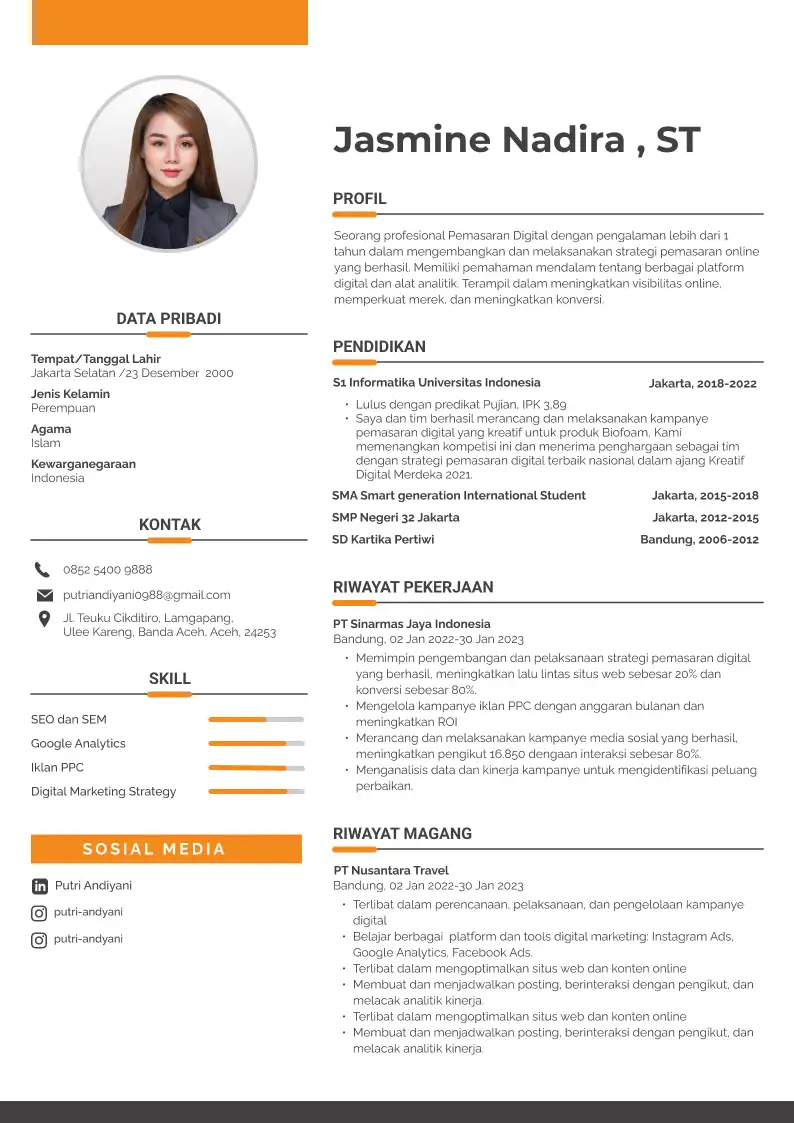 Jasmine Nadira , ST
DATA PRIBADI
Tempat/Tanggal Lahir
Jakarta Selatan /23 Desember 2000
Jenis Kelamin
Perempuan
Agama
Islam
Kewarganegaraan
Indonesia
KONTAK
0852 5400 9888
putriandiyani0988@gmail.com
Jl. Teuku Cikditiro, Lamgapang,
Ulee Kareng, Banda Aceh, Aceh, 24253
SKILL
SEO dan SEM
Google Analytics
Iklan PPC
Digital Marketing Strategy
SOSIAL MEDIA
in Putri Andiyani
putri-andyani
putri-andyani
PROFIL
Seorang profesional Pemasaran Digital dengan pengalaman lebih dari 1
tahun dalam mengembangkan dan melaksanakan strategi pemasaran online
yang berhasil. Memiliki pemahaman mendalam tentang berbagai platform
digital dan alat analitik. Terampil dalam meningkatkan visibilitas online,
memperkuat merek, dan meningkatkan konversi.
PENDIDIKAN
S1 Informatika Universitas Indonesia Jakarta, 2018-2022
• Lulus dengan predikat Pujian, IPK 3,89
• Saya dan tim berhasil merancang dan melaksanakan kampanye
pemasaran digital yang kreatif untuk produk Biofoam, Kami
memenangkan kompetisi ini dan menerima penghargaan sebagai tim
dengan strategi pemasaran digital terbaik nasional dalam ajang Kreatif
Digital Merdeka 2021.
SMA Smart generation International Student Jakarta, 2015-2018
SMP Negeri 32 Jakarta Jakarta, 2012-2015
SD Kartika Pertiwi Bandung, 2006-2012
RIWAYAT PEKERJAAN
PT Sinarmas Jaya Indonesia
Bandung, 02 Jan 2022-30 Jan 2023
• Memimpin pengembangan dan pelaksanaan strategi pemasaran digital
yang berhasil, meningkatkan lalu lintas situs web sebesar 20% dan
konversi sebesar 80%.
• Mengelola kampanye iklan PPC dengan anggaran bulanan dan
meningkatkan ROI
• Merancang dan melaksanakan kampanye media sosial yang berhasil,
meningkatkan pengikut 16.850 dengaan interaksi sebesar 80%.
• Menganalisis data dan kinerja kampanye untuk mengidentifikasi peluang
perbaikan.
RIWAYAT MAGANG
PT Nusantara Travel
Bandung, 02 Jan 2022-30 Jan 2023
• Terlibat dalam perencanaan, pelaksanaan, dan pengelolaan kampanye
digital
• Belajar berbagai platform dan tools digital marketing: Instagram Ads,
Google Analytics, Facebook Ads.
• Terlibat dalam mengoptimalkan situs web dan konten online
• Membuat dan menjadwalkan posting, berinteraksi dengan pengikut, dan
melacak analitik kinerja.
• Terlibat dalam mengoptimalkan situs web dan konten online
• Membuat dan menjadwalkan posting, berinteraksi dengan pengikut, dan
melacak analitik kinerja.